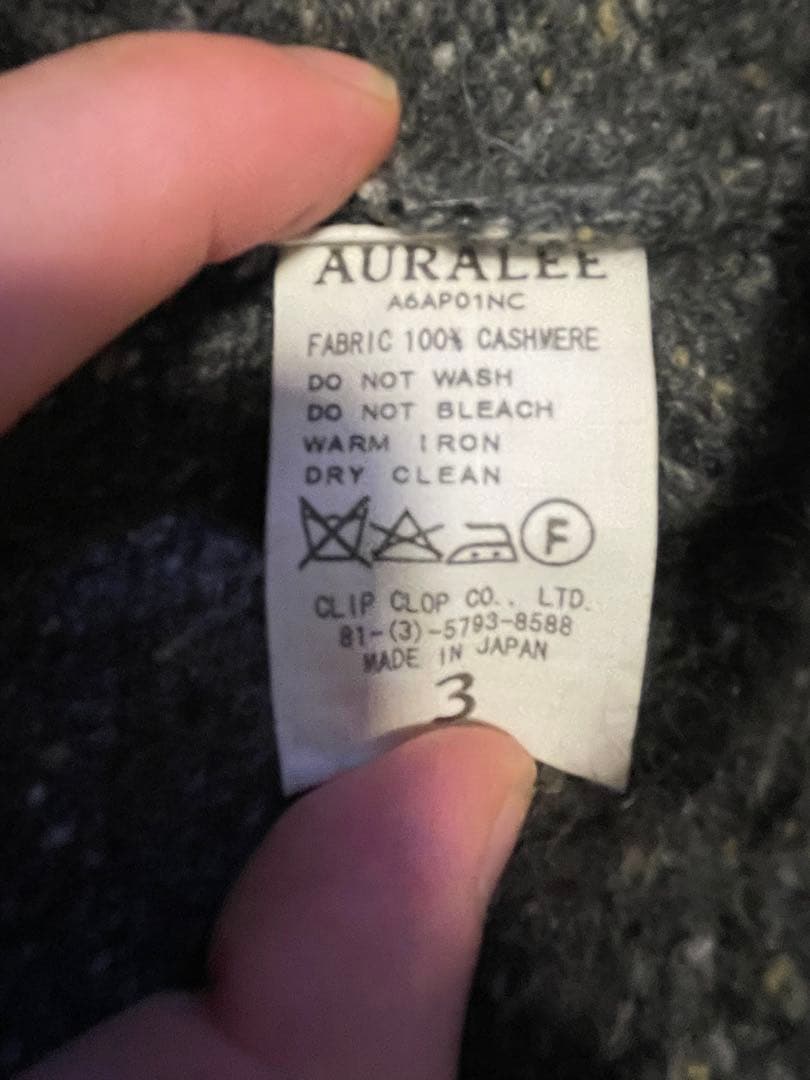 AURALEE
A6AP01NC
FABRIC 100% CASHMERE
DO NOT WASH
DO NOT BLEACH
WARM IRON
DRY CLEAN
F
CLIP CLOP CO., LTD.
81-(3)-5793-8588
MADE IN JAPAN
3